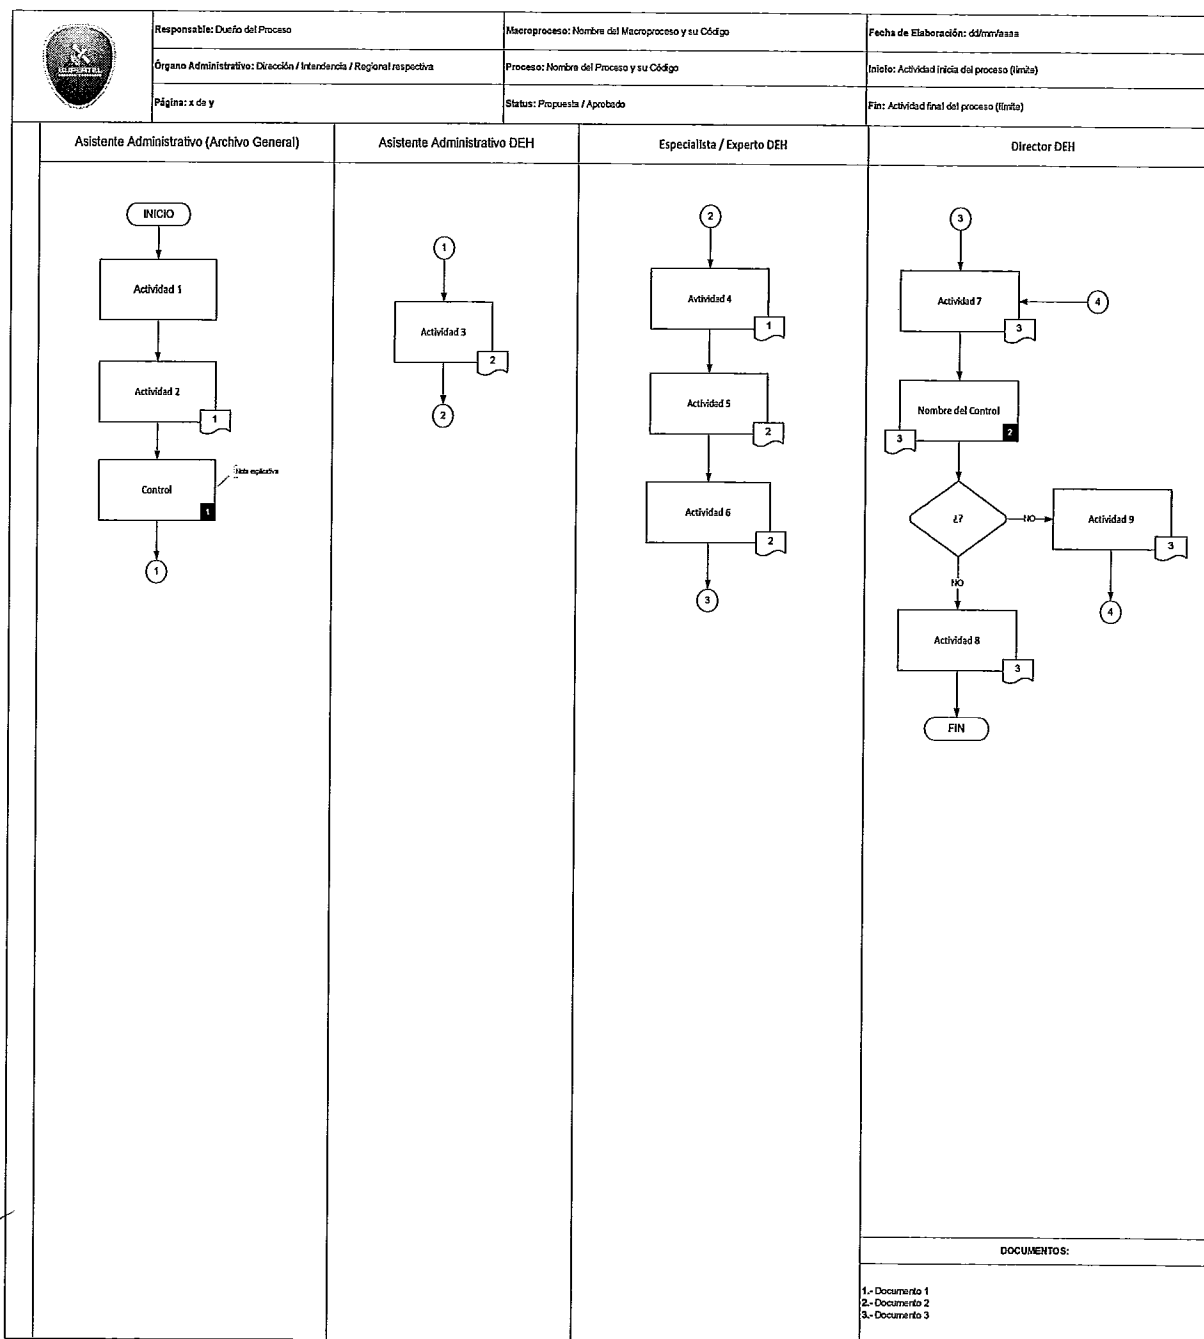 Responsable: Dueño del Proceso
Macroproceso: Nombre del Macroproceso y su Código
Fecha de Elaboración: dd/mm/aaaa
Órgano Administrativo: Dirección / Intendencia / Regional respectiva
Proceso: Nombre del Proceso y su Código
Inicio: Actividad inicia del proceso (límite)
Página: x de y
Status: Propuesta / Aprobado
Fin: Actividad final del proceso (límite)
Asistente Administrativo (Archivo General)
INICIO
Actividad 1
Actividad 2
1
Nota explicativa
Control
1
1
Asistente Administrativo DEH
1
Actividad 3
2
2
Especialista / Experto DEH
2
Avtividad 4
1
Actividad 5
2
Actividad 6
2
3
Director DEH
3
Actividad 7
4
3
Nombre del Control
3
2
¿?
NO
Actividad 9
3
4
NO
Actividad 8
3
FIN
DOCUMENTOS:
1.- Documento 1
2.- Documento 2
3.- Documento 3